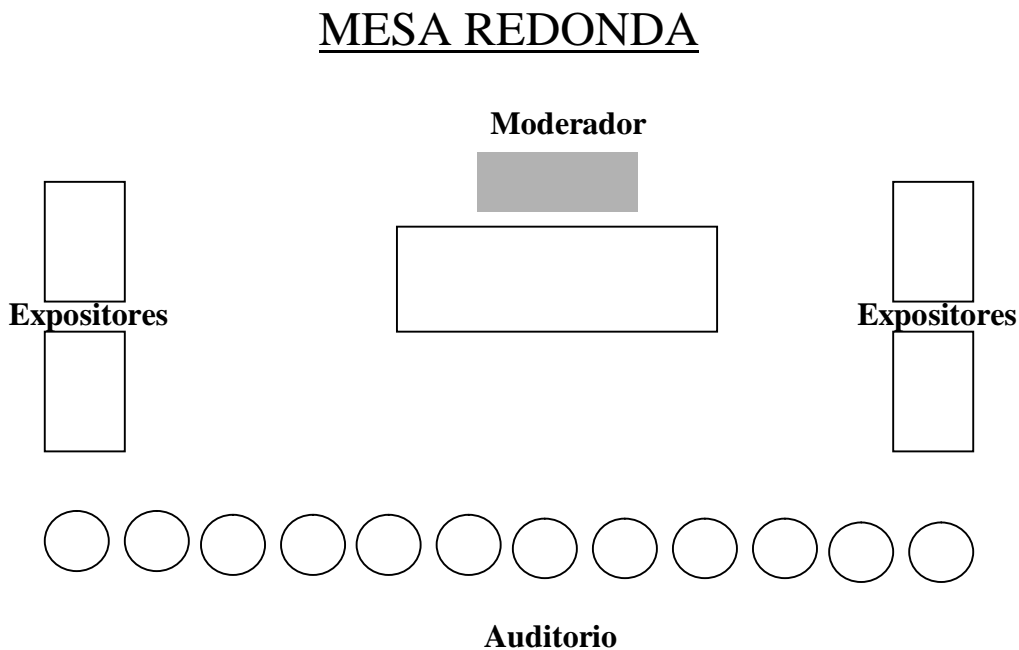 MESA REDONDA
Moderador
Expositores
Expositores
Auditorio